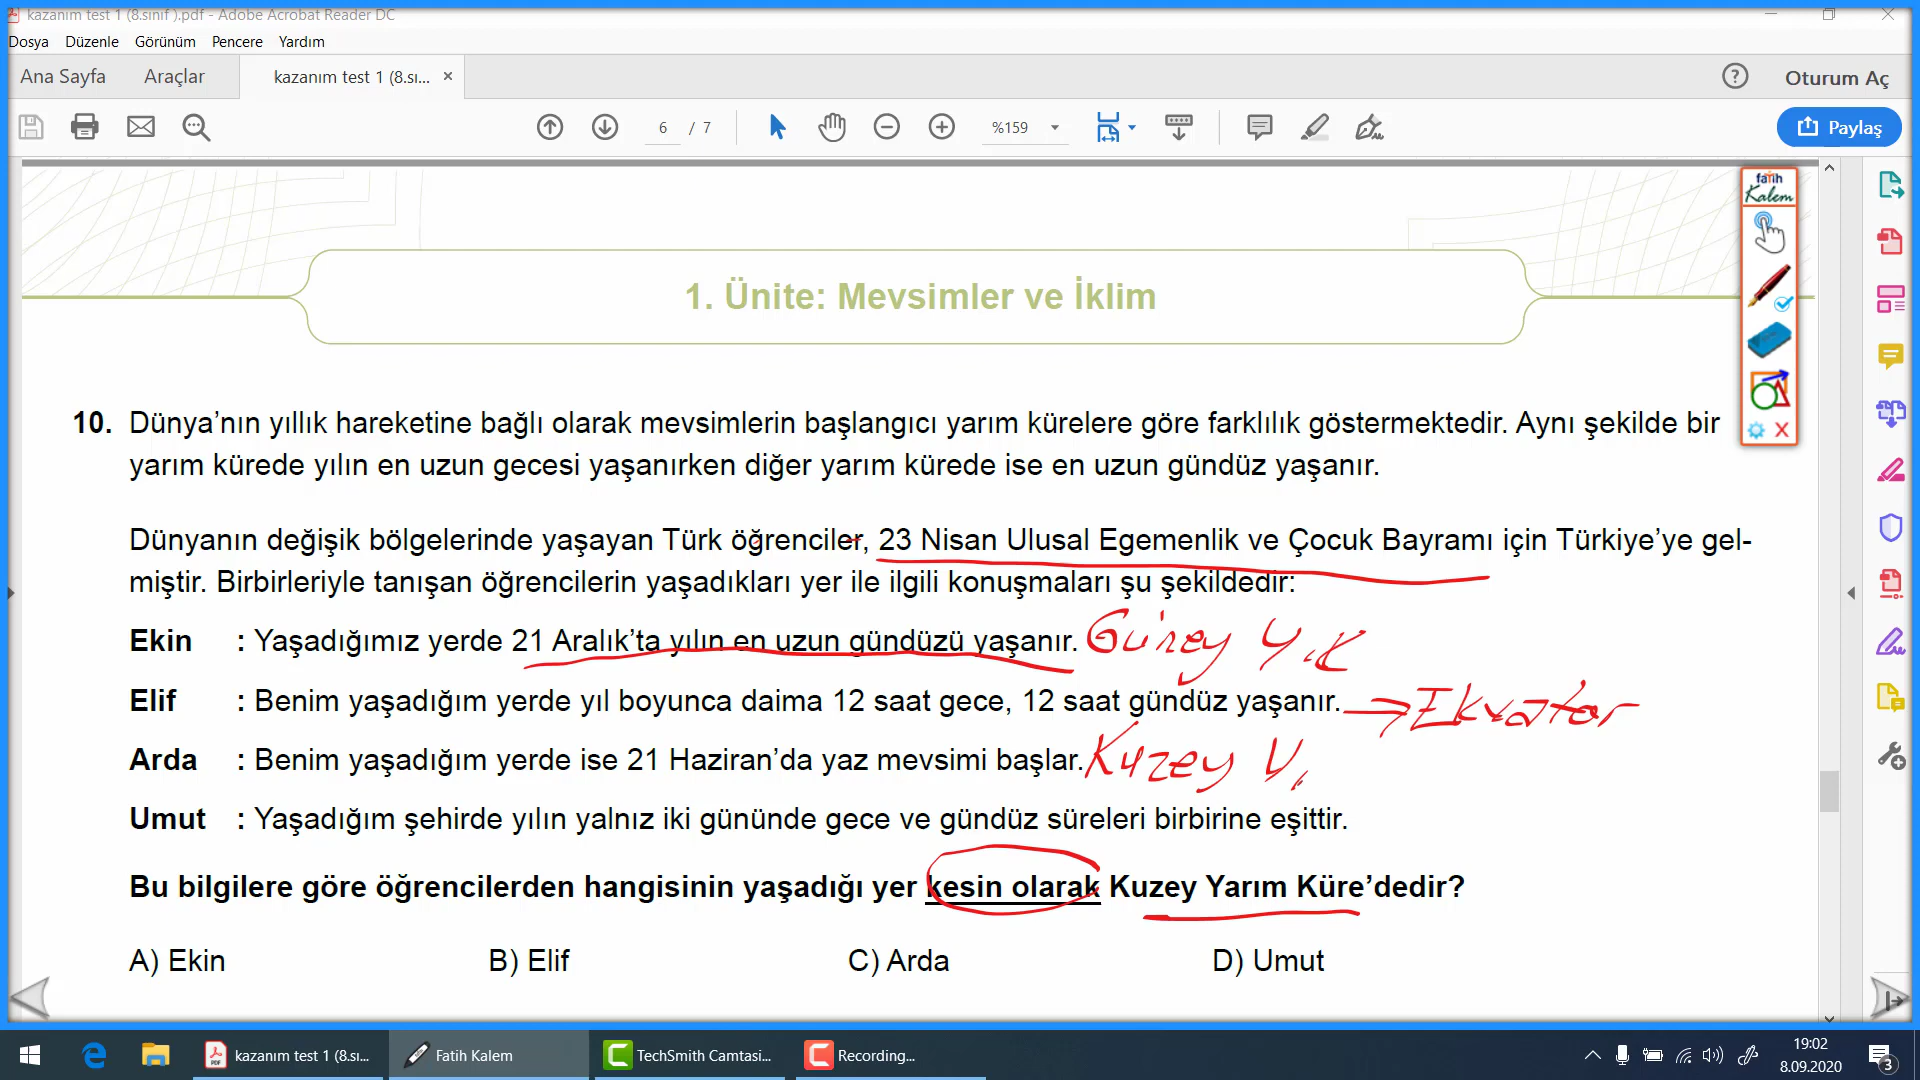 kazanım test 1 (8.sınıf ).pdf - Adobe Acrobat Reader DC
Dosya Düzenle Görünüm Pencere Yardım
Ana Sayfa Araçlar kazanım test 1 (8.sı... × Oturum Aç
6 / 7 %159 Paylaş
fatih
Kalem
1. Ünite: Mevsimler ve İklim
10. Dünya’nın yıllık hareketine bağlı olarak mevsimlerin başlangıcı yarım kürelere göre farklılık göstermektedir. Aynı şekilde bir
yarım kürede yılın en uzun gecesi yaşanırken diğer yarım kürede ise en uzun gündüz yaşanır.
Dünyanın değişik bölgelerinde yaşayan Türk öğrenciler, 23 Nisan Ulusal Egemenlik ve Çocuk Bayramı için Türkiye’ye gel-
miştir. Birbirleriyle tanışan öğrencilerin yaşadıkları yer ile ilgili konuşmaları şu şekildedir:
Ekin : Yaşadığımız yerde 21 Aralık’ta yılın en uzun gündüzü yaşanır. Güney Y.K
Elif : Benim yaşadığım yerde yıl boyunca daima 12 saat gece, 12 saat gündüz yaşanır. → Ekvator
Arda : Benim yaşadığım yerde ise 21 Haziran’da yaz mevsimi başlar. Kuzey Y.
Umut : Yaşadığım şehirde yılın yalnız iki gününde gece ve gündüz süreleri birbirine eşittir.
Bu bilgilere göre öğrencilerden hangisinin yaşadığı yer kesin olarak Kuzey Yarım Küre’dedir?
A) Ekin B) Elif C) Arda D) Umut
kazanım test 1 (8.sı... Fatih Kalem TechSmith Camtasi... Recording...
19:02
8.09.2020
3